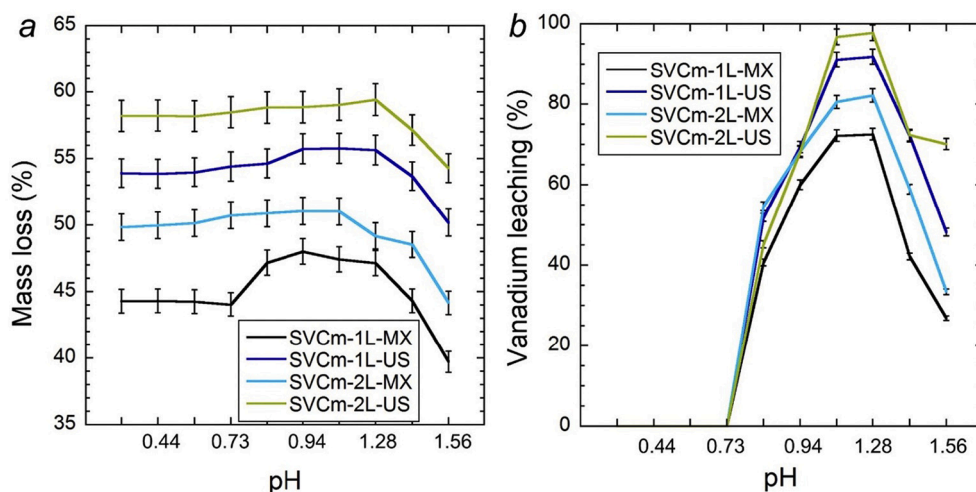 a
65
60
55
50
45
40
35
Mass loss (%)
SVCm-1L-MX
SVCm-1L-US
SVCm-2L-MX
SVCm-2L-US
0.44 0.73 0.94 1.28 1.56
pH
b
100
80
60
40
20
0
Vanadium leaching (%)
SVCm-1L-MX
SVCm-1L-US
SVCm-2L-MX
SVCm-2L-US
0.44 0.73 0.94 1.28 1.56
pH